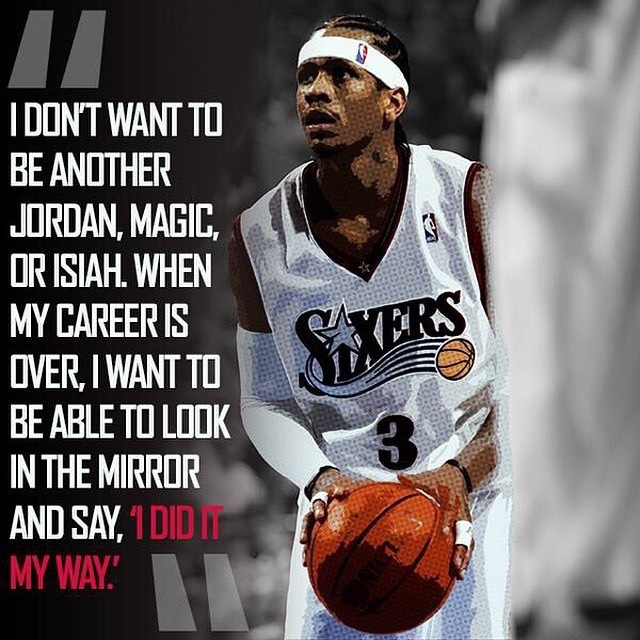 I DON'T WANT TO
BE ANOTHER
JORDAN, MAGIC,
OR ISIAH. WHEN
MY CAREER IS
OVER, I WANT TO
BE ABLE TO LOOK
IN THE MIRROR
AND SAY, 'I DID IT
MY WAY.'
SIXERS
3